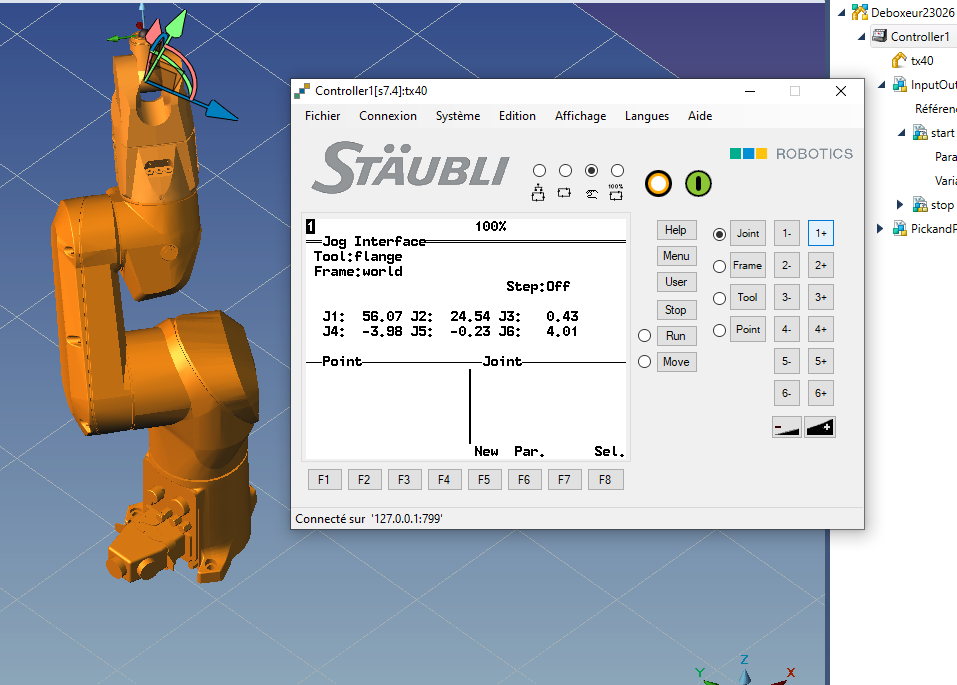 Controller1[s7.4]:tx40
Fichier Connexion Système Edition Affichage Langues Aide
STÄUBLI
ROBOTICS
100%
1 100%
Jog Interface
Tool:flange
Frame:world
Step:Off
J1: 56.07 J2: 24.54 J3: 0.43
J4: -3.98 J5: -0.23 J6: 4.01
Point Joint
New Par. Sel.
F1 F2 F3 F4 F5 F6 F7 F8
Help
Menu
User
Stop
Run
Move
Joint 1- 1+
Frame 2- 2+
Tool 3- 3+
Point 4- 4+
5- 5+
6- 6+
- +
Connecté sur '127.0.0.1:799'
Deboxeur23026
Controller1
tx40
InputOut
Référen
start
Para
Varia
stop
PickandP
Y Z X